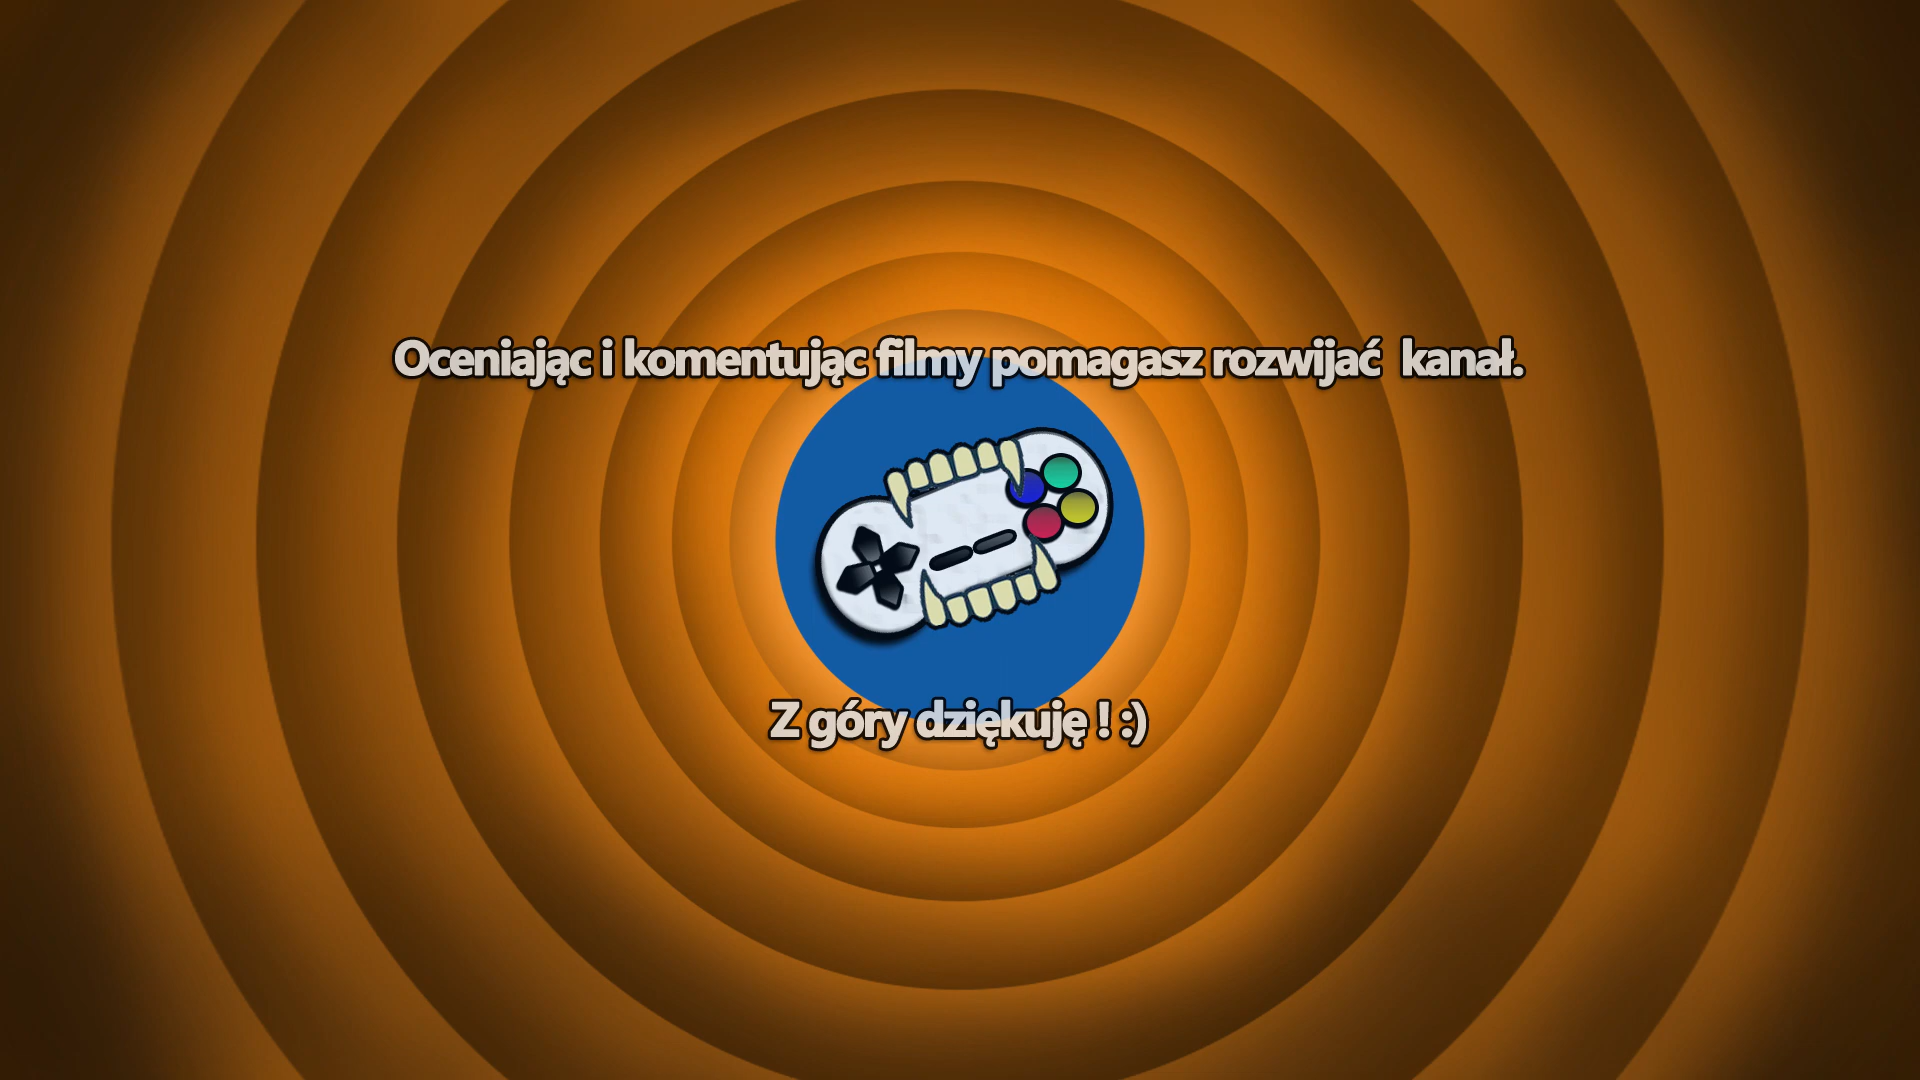 Oceniając i komentując filmy pomagasz rozwijać kanał.
Z góry dziękuję ! :)